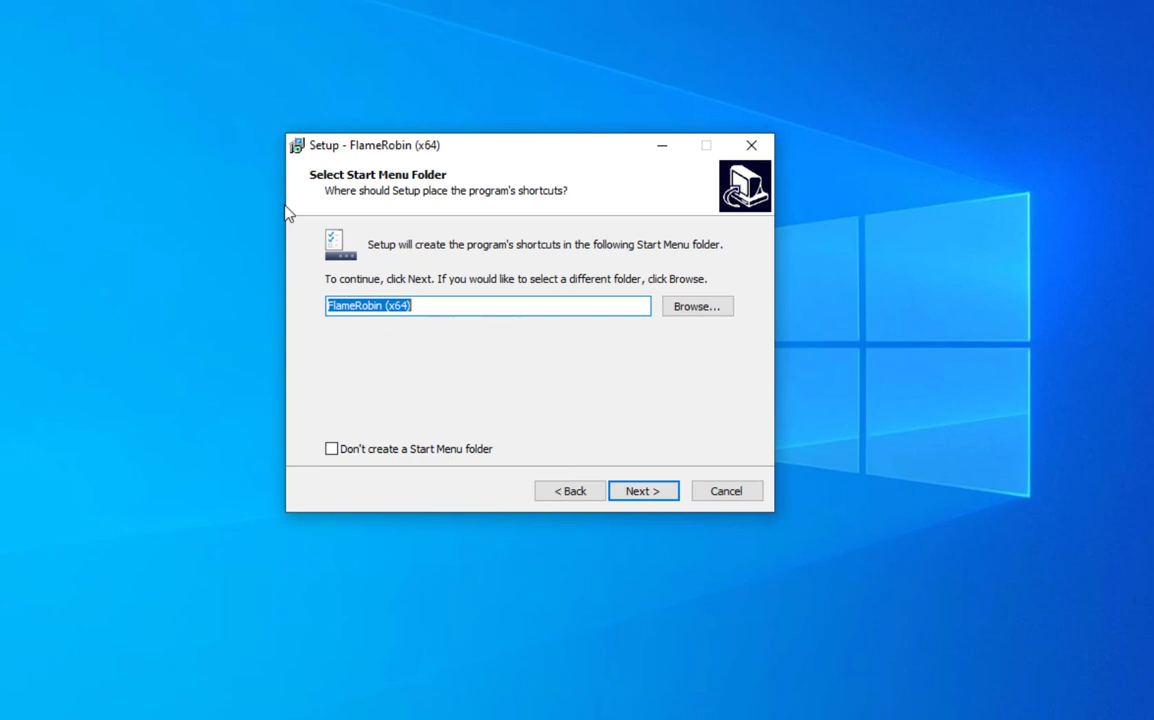 Setup - FlameRobin (x64)
Select Start Menu Folder
Where should Setup place the program's shortcuts?
Setup will create the program's shortcuts in the following Start Menu folder.
To continue, click Next. If you would like to select a different folder, click Browse.
FlameRobin (x64)
Browse...
Don't create a Start Menu folder
< Back
Next >
Cancel